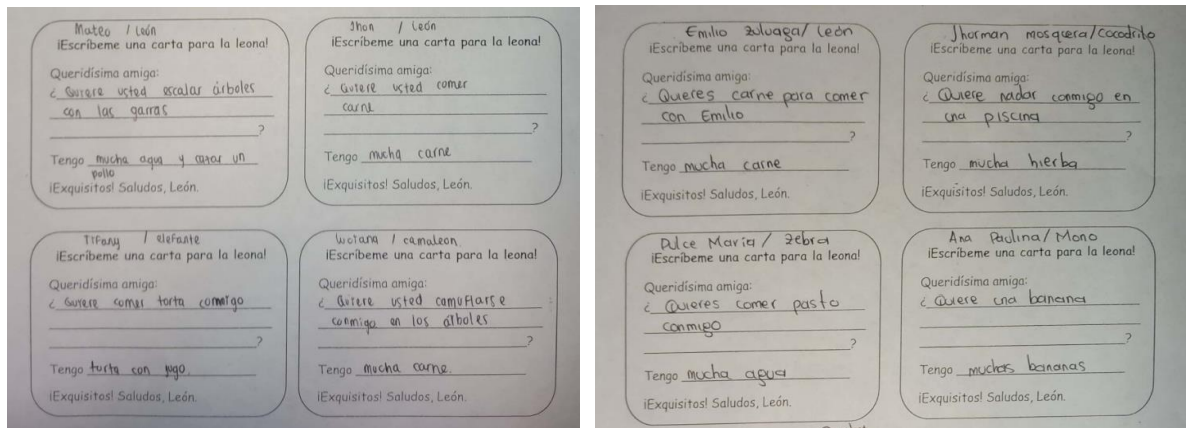 Mateo / León
¡Escríbeme una carta para la leona!
Queridísima amiga:
¿ Quiere usted escalar árboles
con las garras
?
Tengo mucha agua y cazar un
pollo
¡Exquisitos! Saludos, León.
Jhon / León
¡Escríbeme una carta para la leona!
Queridísima amiga:
¿ Quiere usted comer
carne
?
Tengo mucha carne
¡Exquisitos! Saludos, León.
Tifany / elefante
¡Escríbeme una carta para la leona!
Queridísima amiga:
¿ Quiere comer torta conmigo
?
Tengo torta con jugo.
¡Exquisitos! Saludos, León.
/ camaleon
¡Escríbeme una carta para la leona!
Queridísima amiga:
¿ Quiere usted camuflarse
conmigo en los árboles
?
Tengo mucha carne.
¡Exquisitos! Saludos, León.
Emilio Zuluaga/ León
¡Escríbeme una carta para la leona!
Queridísima amiga:
¿ Quieres carne para comer
con Emilio
?
Tengo mucha carne
¡Exquisitos! Saludos, León.
Jhorman mosquera/Cocodrilo
¡Escríbeme una carta para la leona!
Queridísima amiga:
¿ Quiere nadar conmigo en
una piscina
?
Tengo mucha hierba
¡Exquisitos! Saludos, León.
Dulce Maria / zebra
¡Escríbeme una carta para la leona!
Queridísima amiga:
¿ Quieres comer pasto
conmigo
?
Tengo mucha agua
¡Exquisitos! Saludos, León.
Ana Paulina/ Mono
¡Escríbeme una carta para la leona!
Queridísima amiga:
¿ Quiere una banana
?
Tengo muchas bananas
¡Exquisitos! Saludos, León.